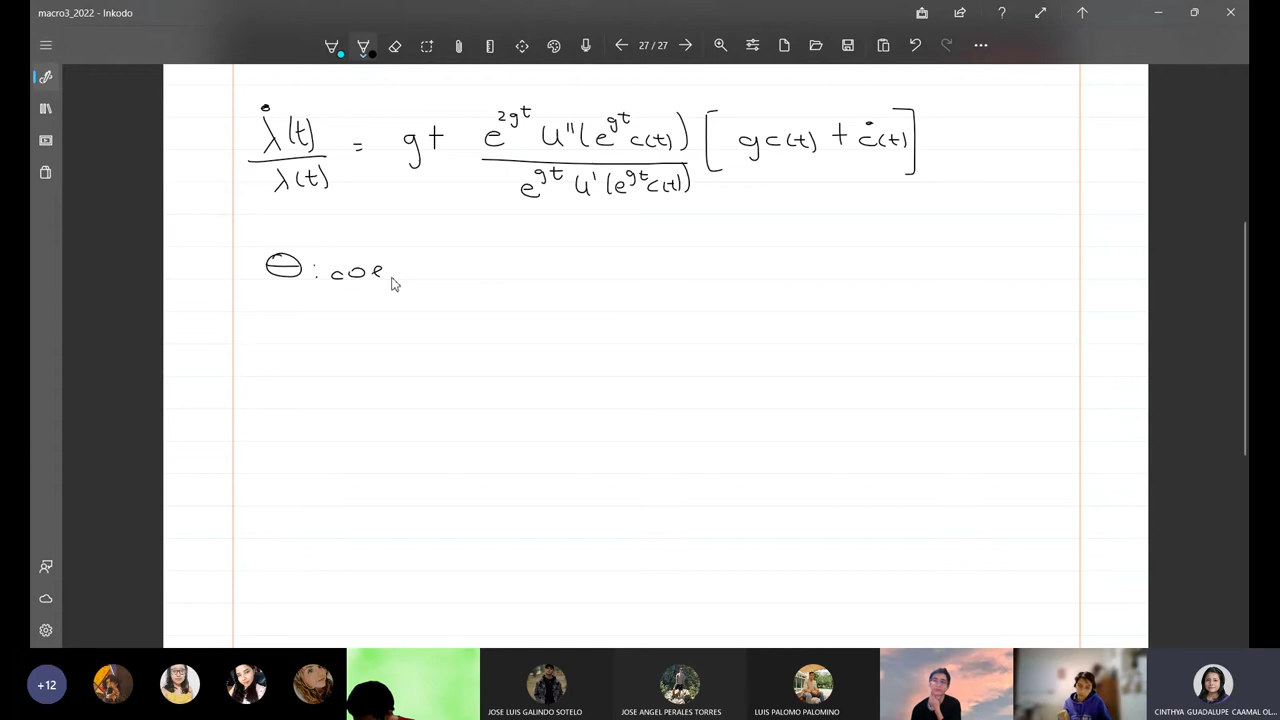 macro3_2022 - Inkodo
27 / 27
λ̇(t) / λ(t) = g + e^{2gt} u''(e^{gt} c(t)) / e^{gt} u'(e^{gt} c(t)) [ g c(t) + ċ(t) ]
Θ : coe
+12
JOSE LUIS GALINDO SOTELO
JOSE ANGEL PERALES TORRES
LUIS PALOMO PALOMINO
CINTHYA GUADALUPE CAAMAL OL...